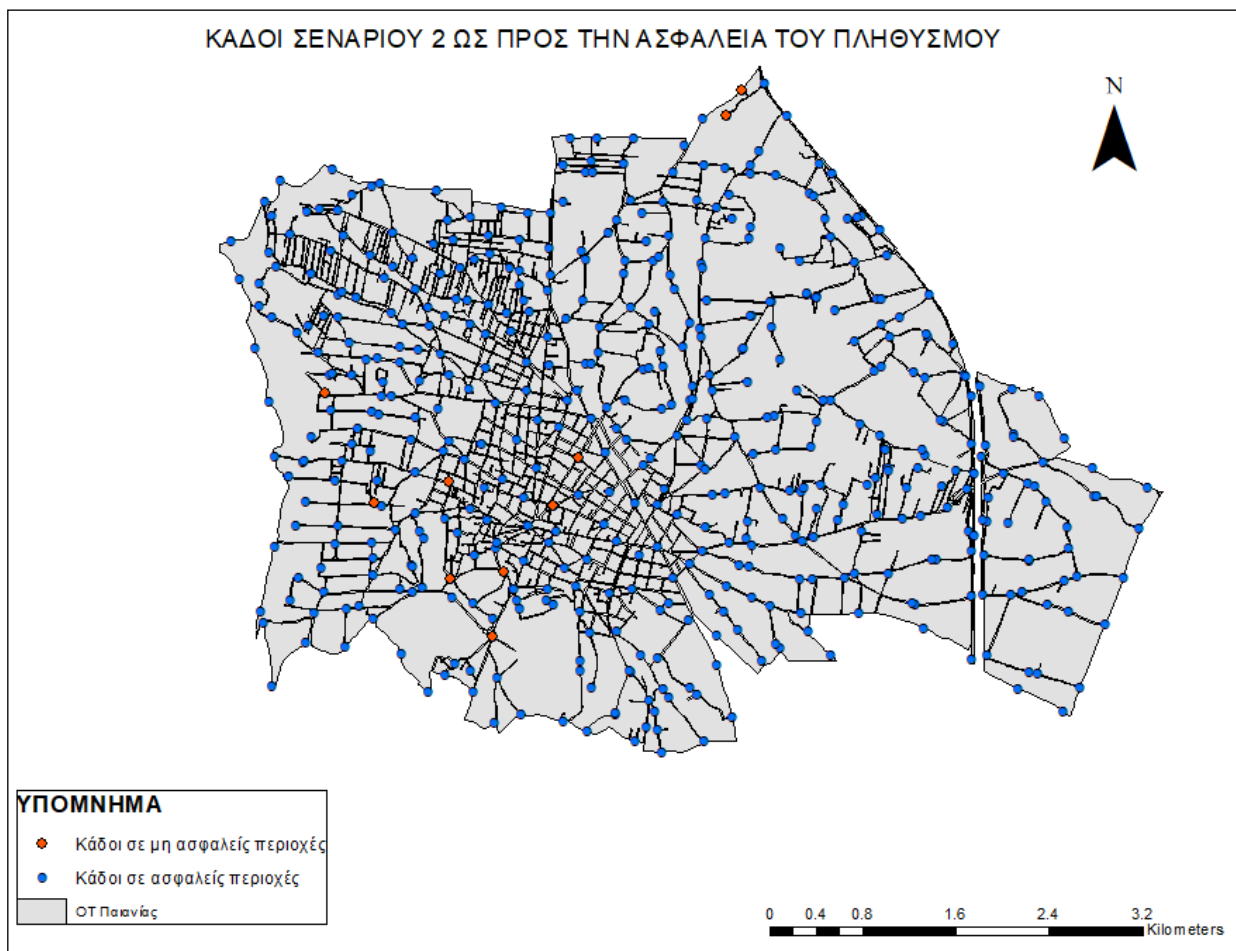 ΚΑΔΟΙ ΣΕΝΑΡΙΟΥ 2 ΩΣ ΠΡΟΣ ΤΗΝ ΑΣΦΑΛΕΙΑ ΤΟΥ ΠΛΗΘΥΣΜΟΥ
N
ΥΠΟΜΝΗΜΑ
Κάδοι σε μη ασφαλείς περιοχές
Κάδοι σε ασφαλείς περιοχές
ΟΤ Παιανίας
0 0.4 0.8 1.6 2.4 3.2
Kilometers